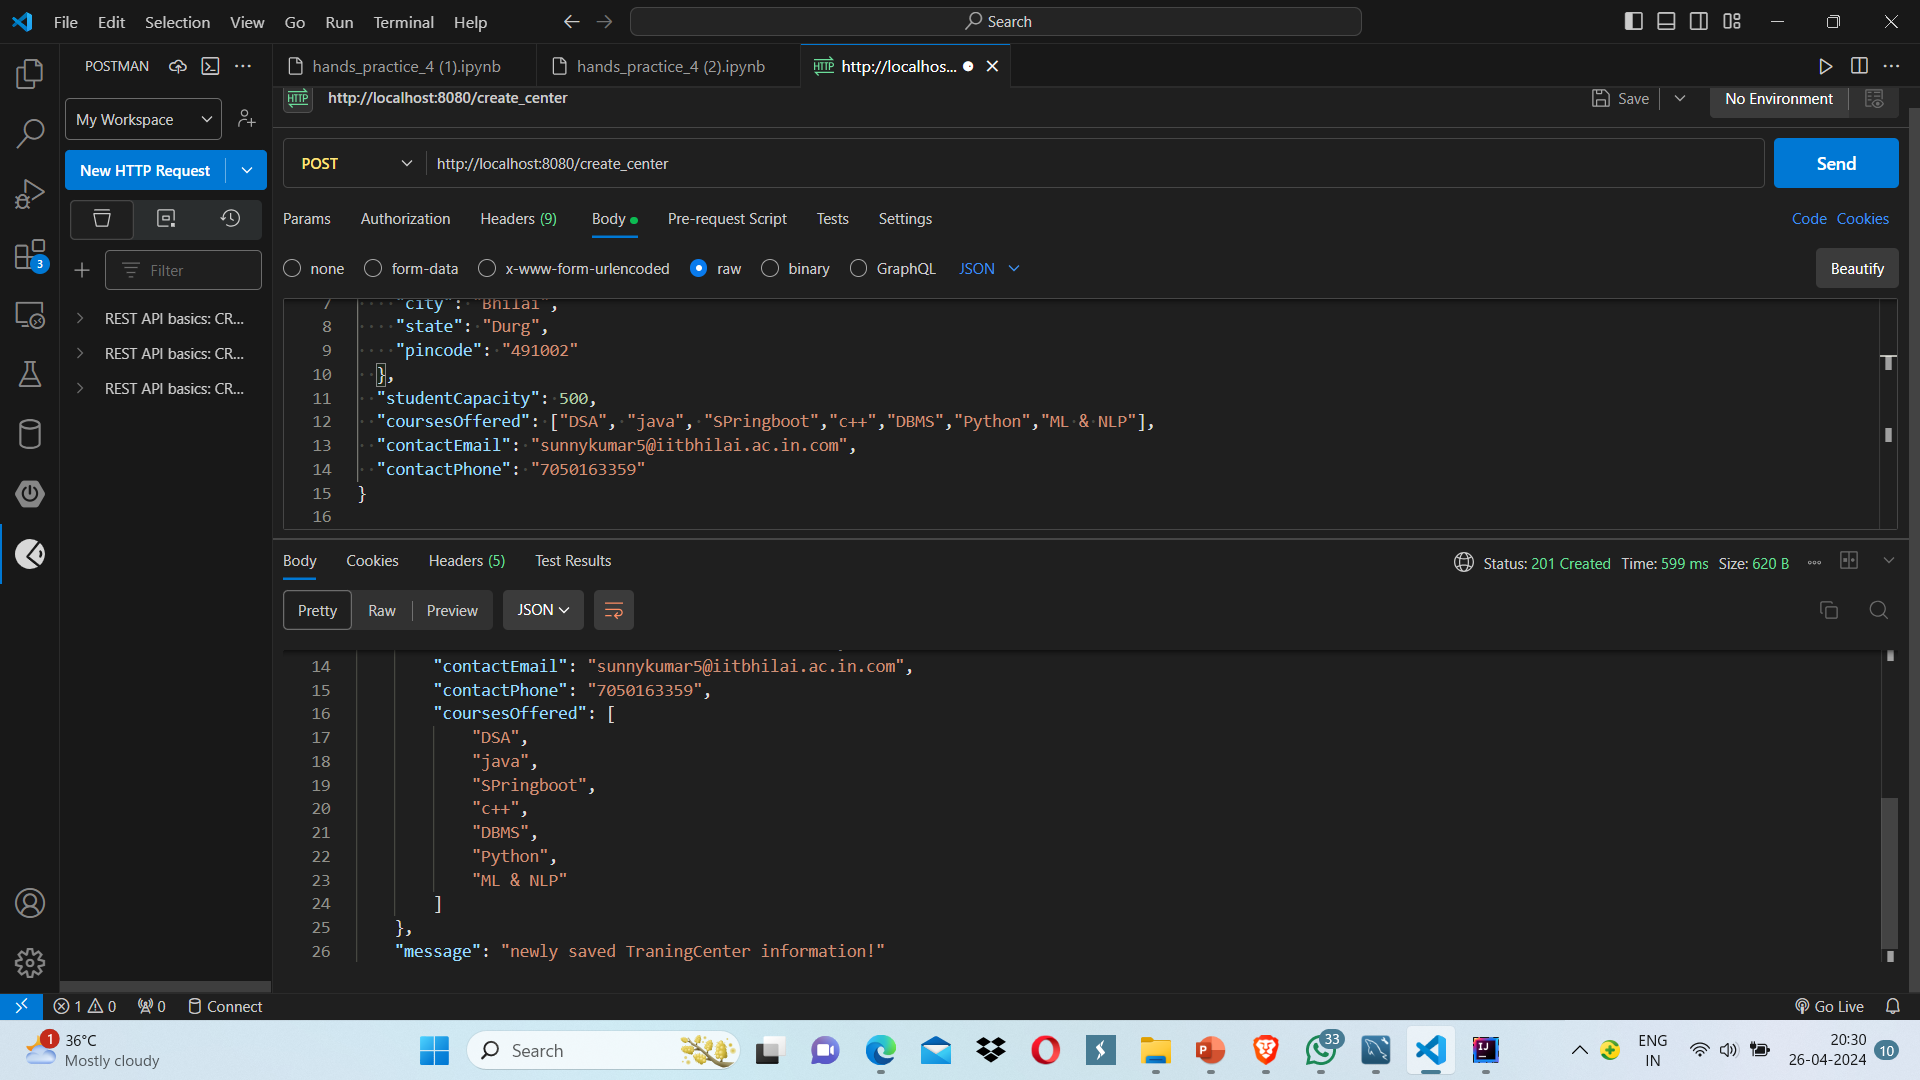 File Edit Selection View Go Run Terminal Help
Search
POSTMAN
hands_practice_4 (1).ipynb
hands_practice_4 (2).ipynb
http://localhos...
HTTP http://localhost:8080/create_center
Save
No Environment
My Workspace
New HTTP Request
POST
http://localhost:8080/create_center
Send
Params Authorization Headers (9) Body Pre-request Script Tests Settings
Code Cookies
none form-data x-www-form-urlencoded raw binary GraphQL JSON
Beautify
3
Filter
REST API basics: CR...
REST API basics: CR...
REST API basics: CR...
7 "city": "Bhilai",
8 "state": "Durg",
9 "pincode": "491002"
10 },
11 "studentCapacity": 500,
12 "coursesOffered": ["DSA", "java", "SPringboot","c++","DBMS","Python","ML & NLP"],
13 "contactEmail": "sunnykumar5@iitbhilai.ac.in.com",
14 "contactPhone": "7050163359"
15 }
16
Body Cookies Headers (5) Test Results
Status: 201 Created Time: 599 ms Size: 620 B
Pretty Raw Preview JSON
14 "contactEmail": "sunnykumar5@iitbhilai.ac.in.com",
15 "contactPhone": "7050163359",
16 "coursesOffered": [
17 "DSA",
18 "java",
19 "SPringboot",
20 "c++",
21 "DBMS",
22 "Python",
23 "ML & NLP"
24 ]
25 },
26 "message": "newly saved TraningCenter information!"
1 0 0 Connect
Go Live
1 36°C
Mostly cloudy
Search
33
ENG
IN
20:30
26-04-2024
10